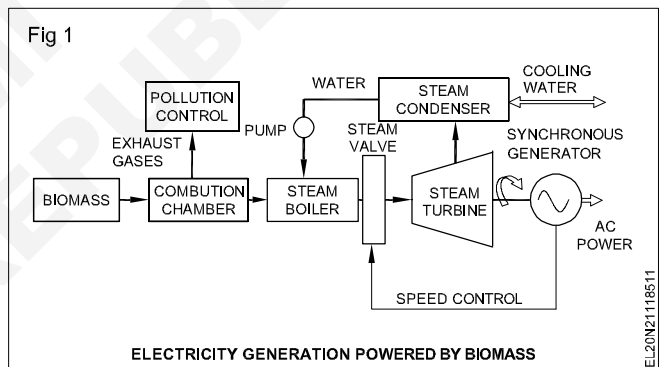 Fig 1
POLLUTION
CONTROL
EXHAUST
GASES
BIOMASS
COMBUTION
CHAMBER
WATER
PUMP
STEAM
BOILER
STEAM
VALVE
STEAM
CONDENSER
COOLING
WATER
STEAM
TURBINE
SYNCHRONOUS
GENERATOR
AC
POWER
SPEED CONTROL
ELECTRICITY GENERATION POWERED BY BIOMASS
EL20N21118511